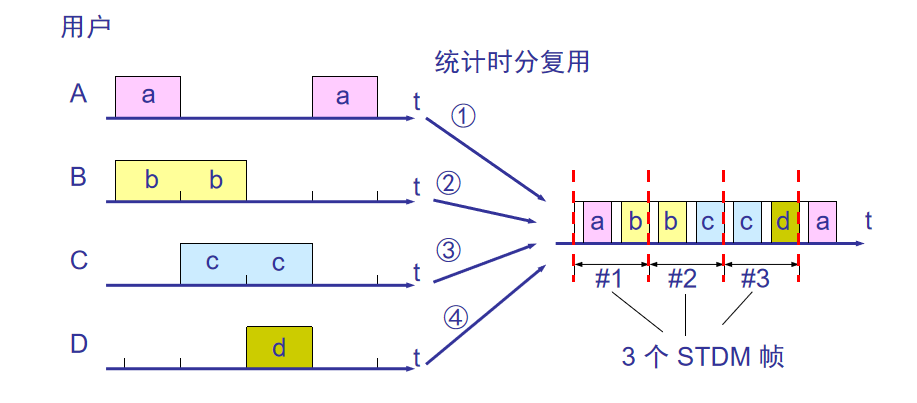 用户
统计时分复用
A a a t
①
B b b t
②
C c c t
③
D d t
④
a b b c c d a t
#1 #2 #3
3 个 STDM 帧